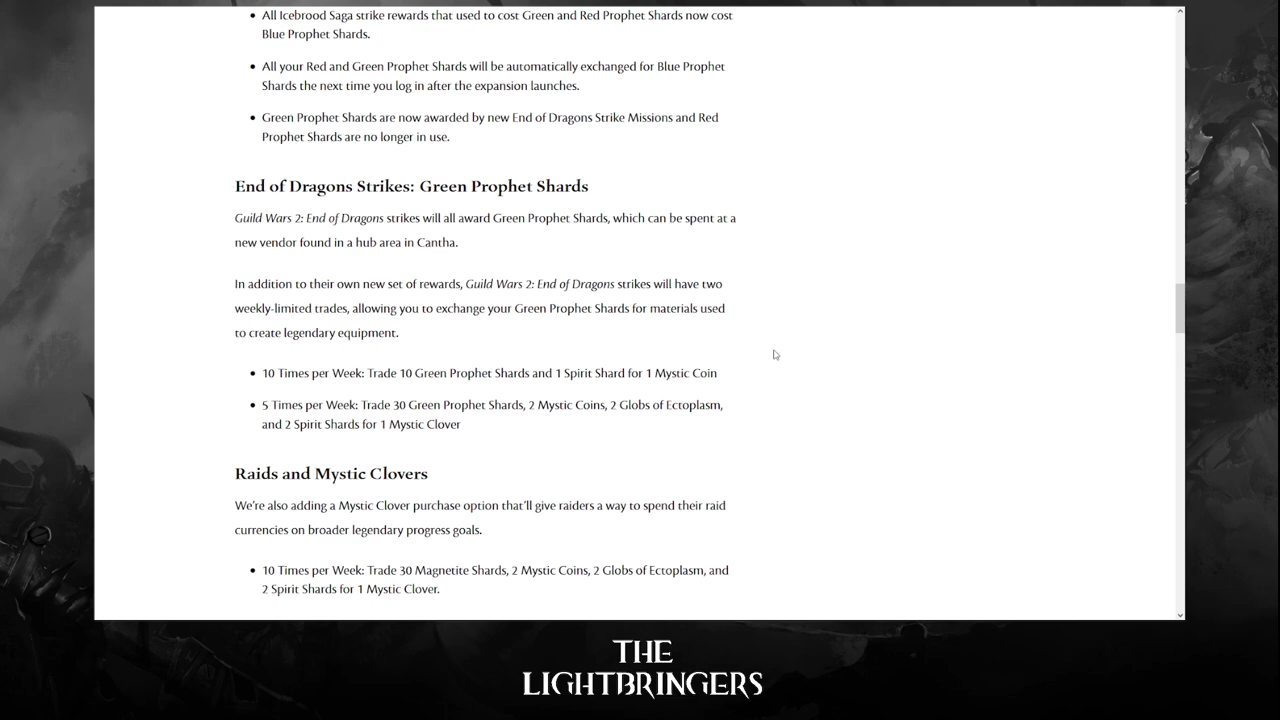 All Icebrood Saga strike rewards that used to cost Green and Red Prophet Shards now cost
Blue Prophet Shards.
All your Red and Green Prophet Shards will be automatically exchanged for Blue Prophet
Shards the next time you log in after the expansion launches.
Green Prophet Shards are now awarded by new End of Dragons Strike Missions and Red
Prophet Shards are no longer in use.
End of Dragons Strikes: Green Prophet Shards
Guild Wars 2: End of Dragons strikes will all award Green Prophet Shards, which can be spent at a
new vendor found in a hub area in Cantha.
In addition to their own new set of rewards, Guild Wars 2: End of Dragons strikes will have two
weekly-limited trades, allowing you to exchange your Green Prophet Shards for materials used
to create legendary equipment.
10 Times per Week: Trade 10 Green Prophet Shards and 1 Spirit Shard for 1 Mystic Coin
5 Times per Week: Trade 30 Green Prophet Shards, 2 Mystic Coins, 2 Globs of Ectoplasm,
and 2 Spirit Shards for 1 Mystic Clover
Raids and Mystic Clovers
We're also adding a Mystic Clover purchase option that'll give raiders a way to spend their raid
currencies on broader legendary progress goals.
10 Times per Week: Trade 30 Magnetite Shards, 2 Mystic Coins, 2 Globs of Ectoplasm, and
2 Spirit Shards for 1 Mystic Clover.
THE
LIGHTBRINGERS